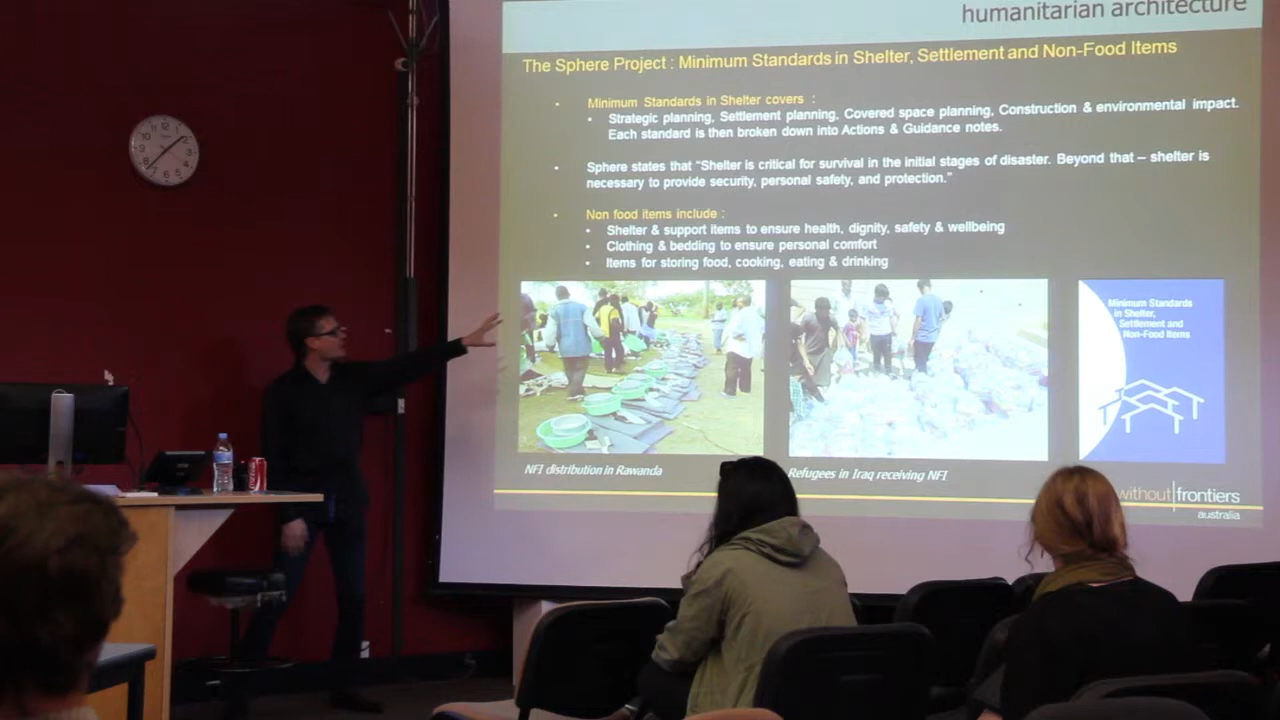 humanitarian architecture
The Sphere Project : Minimum Standards in Shelter, Settlement and Non-Food Items
Minimum Standards in Shelter covers :
Strategic planning, Settlement planning, Covered space planning, Construction & environmental impact.
Each standard is then broken down into Actions & Guidance notes.
Sphere states that “Shelter is critical for survival in the initial stages of disaster. Beyond that – shelter is
necessary to provide security, personal safety, and protection.”
Non food items include :
Shelter & support items to ensure health, dignity, safety & wellbeing
Clothing & bedding to ensure personal comfort
Items for storing food, cooking, eating & drinking
Minimum Standards
in Shelter,
Settlement and
Non-Food Items
NFI distribution in Rawanda
Refugees in Iraq receiving NFI
without frontiers
australia